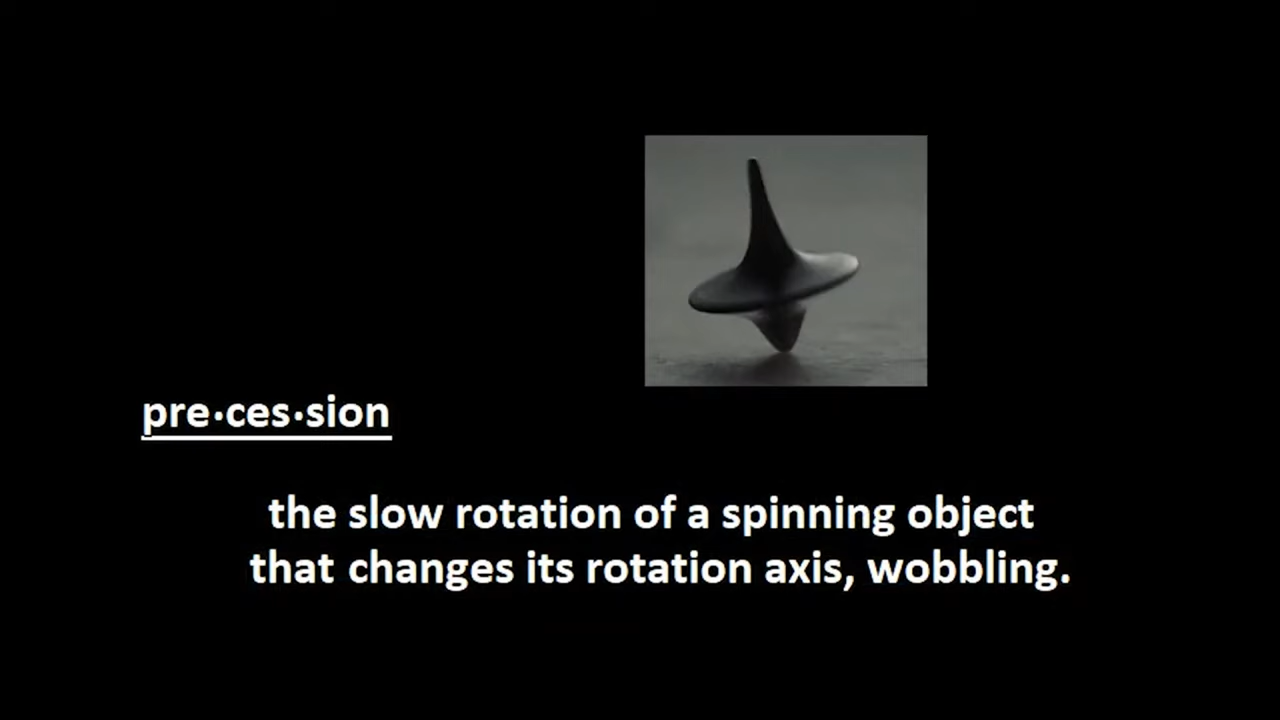 pre·ces·sion
the slow rotation of a spinning object
that changes its rotation axis, wobbling.